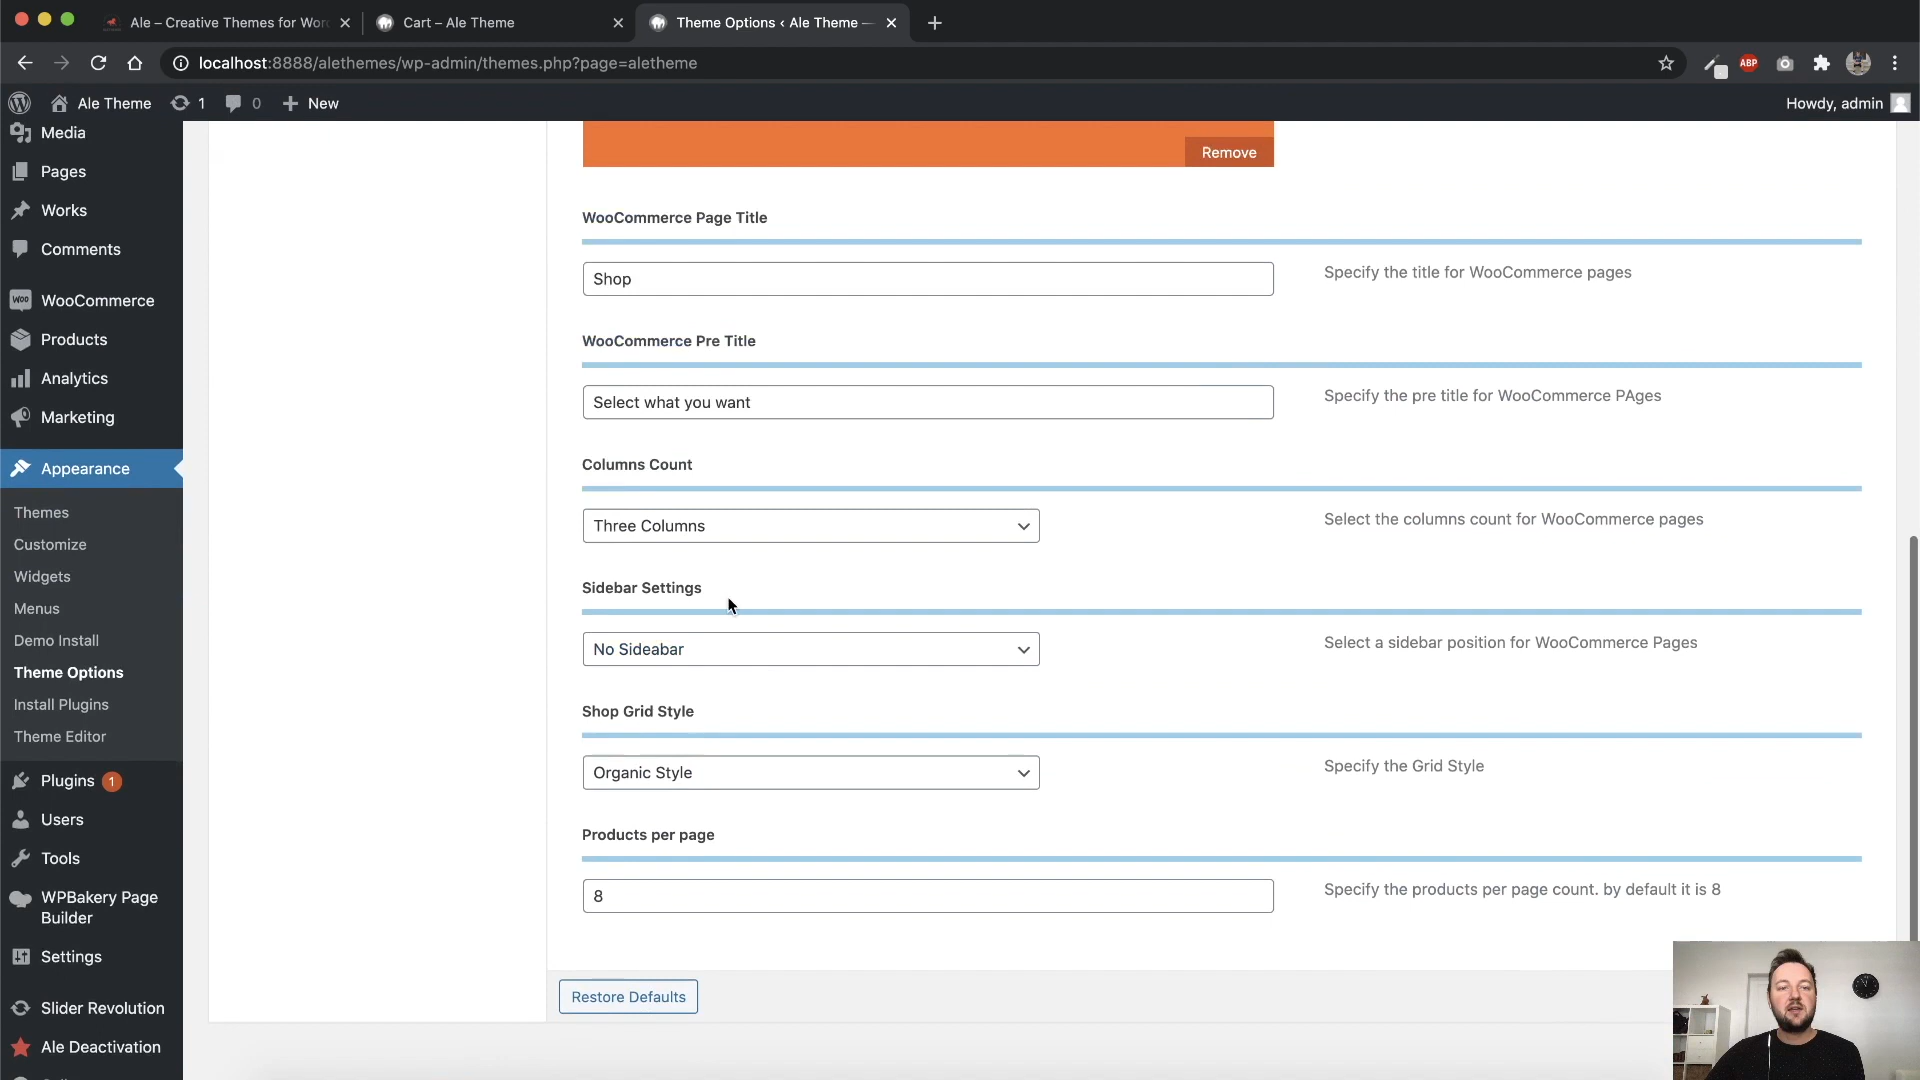 Ale – Creative Themes for Wor
Cart – Ale Theme
Theme Options ‹ Ale Theme —
localhost:8888/alethemes/wp-admin/themes.php?page=aletheme
ABP
Ale Theme
1
0
New
Howdy, admin
Media
Pages
Works
Comments
WOO
WooCommerce
Products
Analytics
Marketing
Appearance
Themes
Customize
Widgets
Menus
Demo Install
Theme Options
Install Plugins
Theme Editor
Plugins 1
Users
Tools
WPBakery Page
Builder
Settings
Slider Revolution
Ale Deactivation
Remove
WooCommerce Page Title
Shop
Specify the title for WooCommerce pages
WooCommerce Pre Title
Select what you want
Specify the pre title for WooCommerce PAges
Columns Count
Three Columns
Select the columns count for WooCommerce pages
Sidebar Settings
No Sideabar
Select a sidebar position for WooCommerce Pages
Shop Grid Style
Organic Style
Specify the Grid Style
Products per page
8
Specify the products per page count. by default it is 8
Restore Defaults